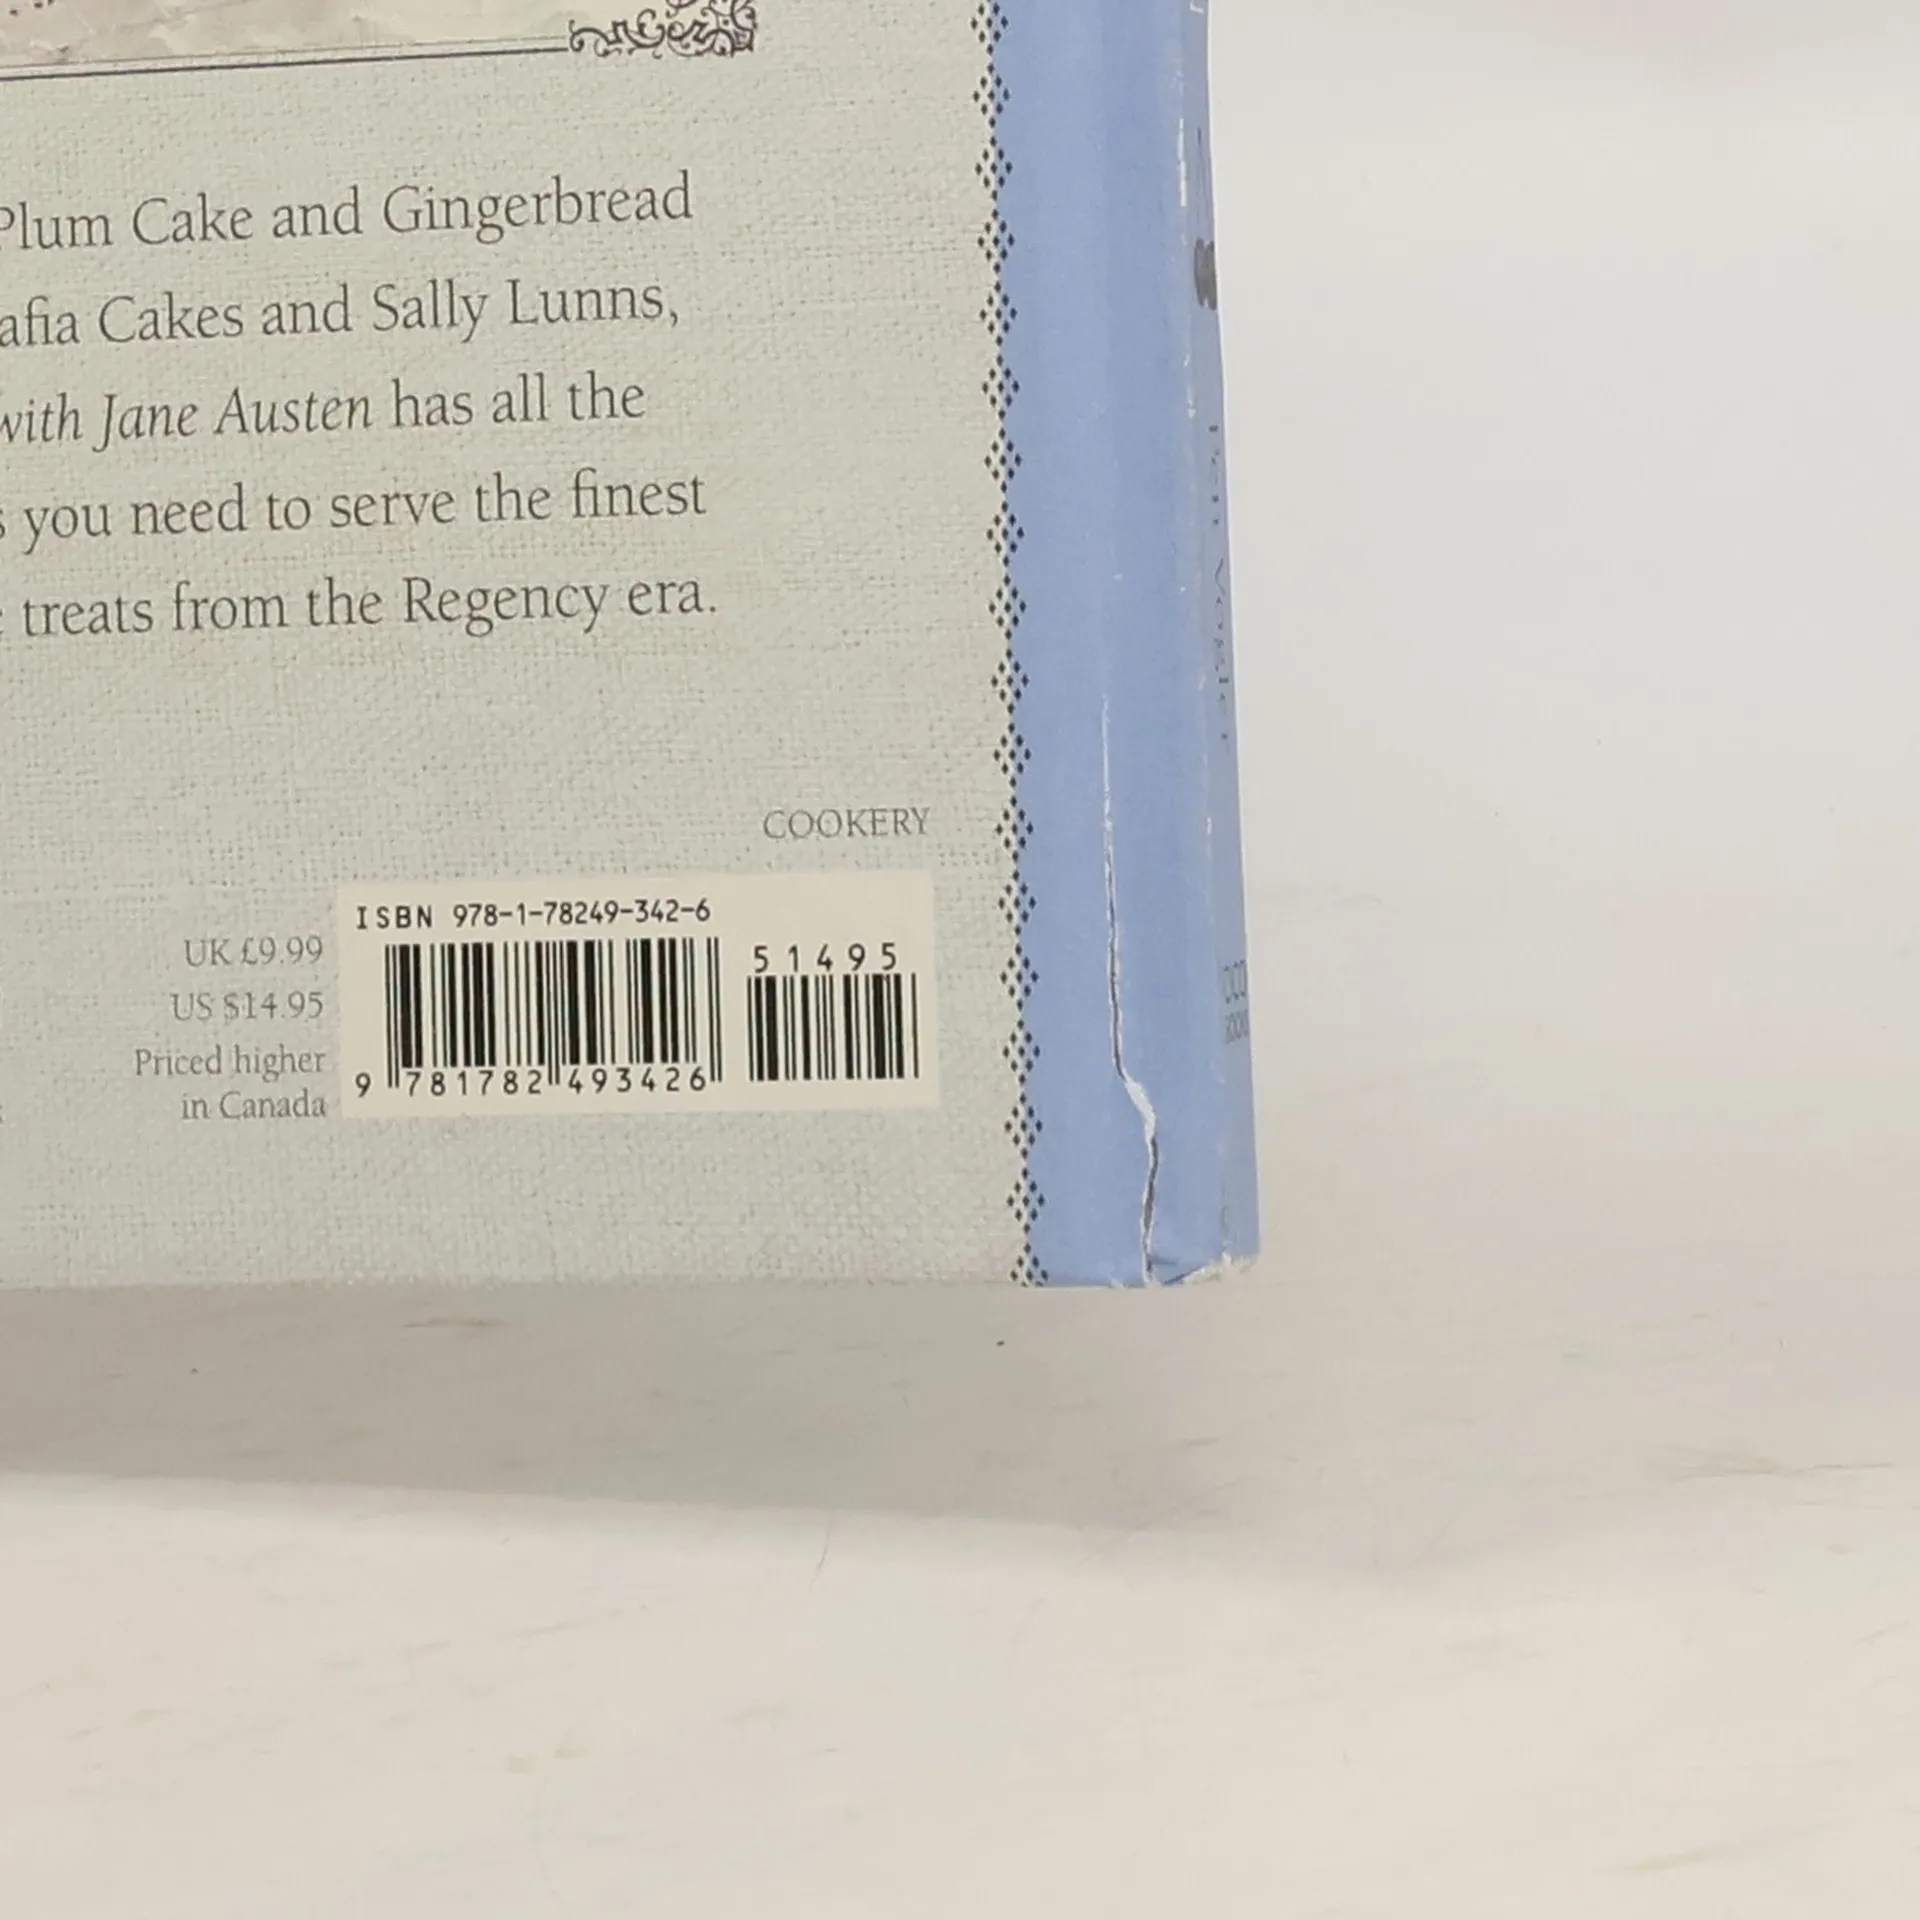 Plum Cake and Gingerbread
afia Cakes and Sally Lunns,
with Jane Austen has all the
you need to serve the finest
treats from the Regency era.
COOKERY
UK £9.99
US $14.95
Priced higher
in Canada
ISBN 978-1-78249-342-6
51495
9 781782 493426
Pen Vogler